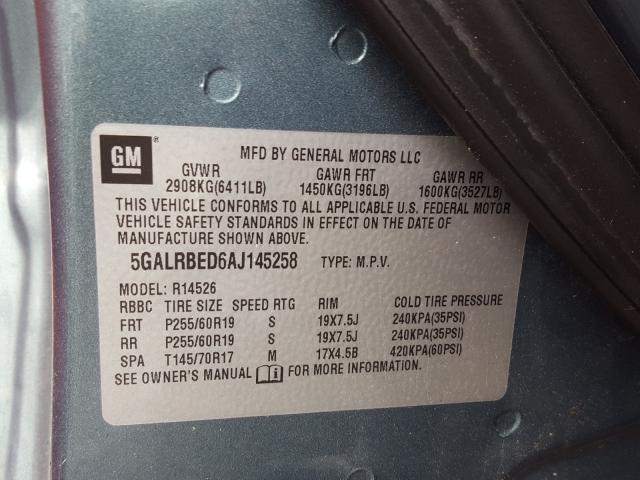 GM ®
MFD BY GENERAL MOTORS LLC
GVWR GAWR FRT GAWR RR
2908KG(6411LB) 1450KG(3196LB) 1600KG(3527LB)
THIS VEHICLE CONFORMS TO ALL APPLICABLE U.S. FEDERAL MOTOR
VEHICLE SAFETY STANDARDS IN EFFECT ON THE DATE OF
MANUFACTURE SHOWN ABOVE.
5GALRBED6AJ145258 TYPE: M.P.V.
MODEL: R14526
RBBC TIRE SIZE SPEED RTG RIM COLD TIRE PRESSURE
FRT P255/60R19 S 19X7.5J 240KPA(35PSI)
RR P255/60R19 S 19X7.5J 240KPA(35PSI)
SPA T145/70R17 M 17X4.5B 420KPA(60PSI)
SEE OWNER'S MANUAL FOR MORE INFORMATION.